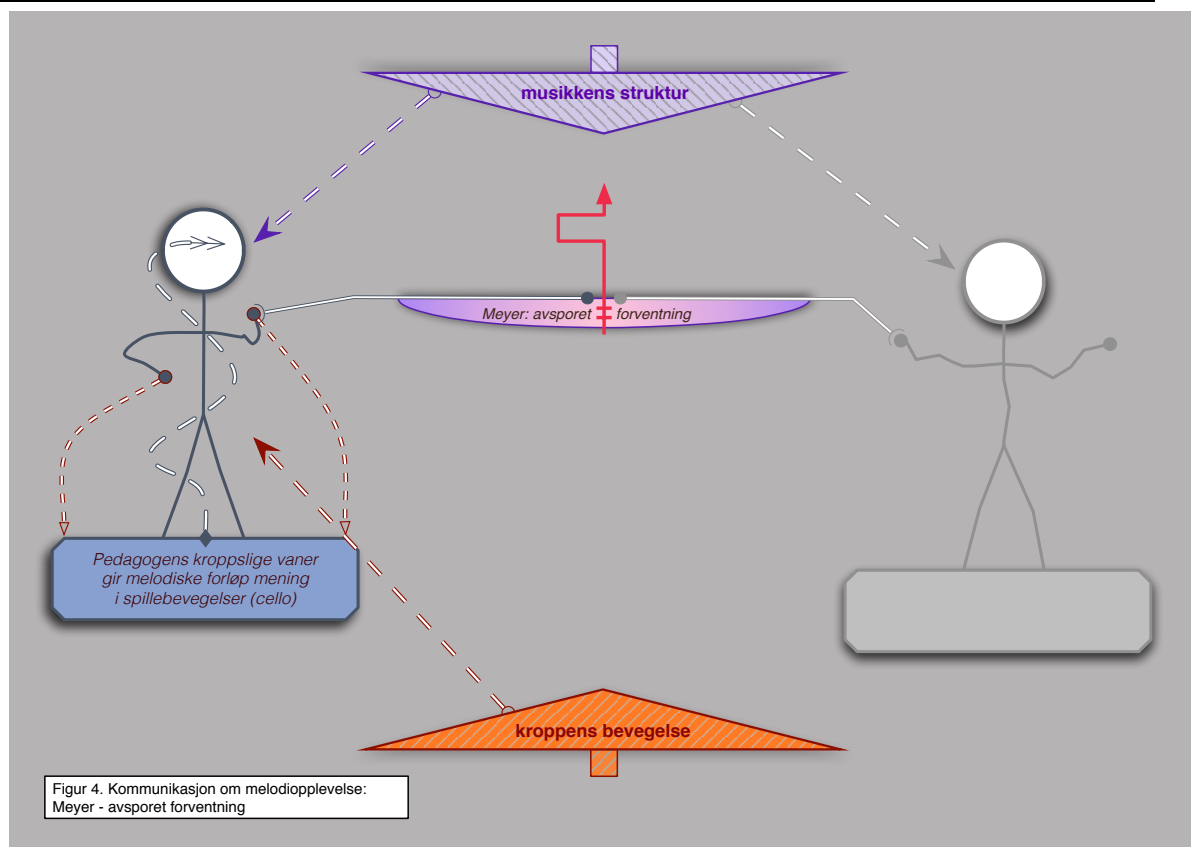 musikkens struktur
Meyer: avsporet forventning
Pedagogens kroppslige vaner
gir melodiske forløp mening
i spillebevegelser (cello)
kroppens bevegelse
Figur 4. Kommunikasjon om melodiopplevelse:
Meyer - avsporet forventning